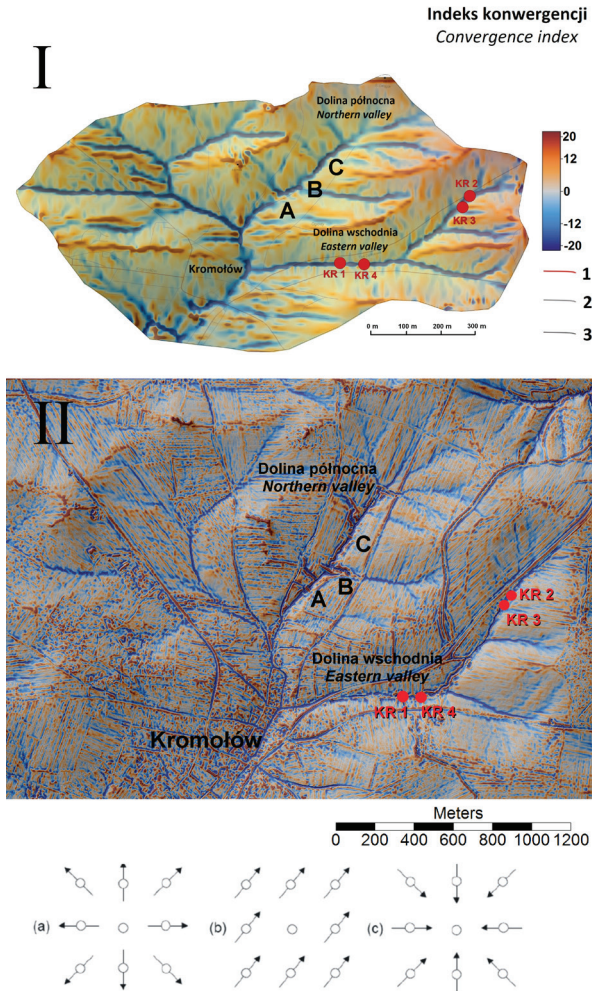 Indeks konwergencji
Convergence index
I
Dolina północna
Northern valley
C
B
A
KR 2
KR 3
Dolina wschodnia
Eastern valley
Kromołów
KR 1
KR 4
0 m 100 m 200 m 300 m
20
12
0
-12
-20
1
2
3
II
Dolina północna
Northern valley
C
B
A
KR 2
KR 3
Dolina wschodnia
Eastern valley
KR 1
KR 4
Kromołów
Meters
0 200 400 600 800 1000 1200
(a)
(b)
(c)